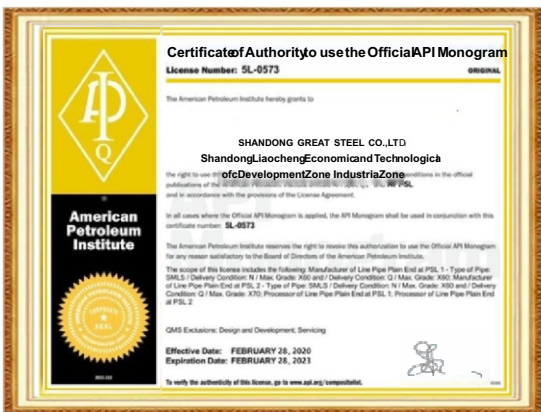 Certificate of Authority to use the Official API Monogram
License Number: 5L-0573
ORIGINAL
The American Petroleum Institute hereby grants to
SHANDONG GREAT STEEL CO.,LTD
ShandongLiaochengEconomicand Technologica
ofcDevelopmentZone IndustriaZone
the right to use
conditions in the official
publications of the
and in accordance with the provisions of the License Agreement.
In all cases where the Official API Monogram is applied, the API Monogram shall be used in conjunction with this
certificate number: 5L-0573
The American Petroleum Institute reserves the right to revoke this authorization to use the Official API Monogram
for any reason satisfactory to the Board of Directors of the American Petroleum Institute.
The scope of this license includes the following: Manufacturer of Line Pipe Plain End at PSL 1 - Type of Pipe:
SMLS / Delivery Condition: N / Max. Grade: X60 and / Delivery Condition: Q / Max. Grade: X60; Manufacturer
of Line Pipe Plain End at PSL 2 - Type of Pipe: SMLS / Delivery Condition: N / Max. Grade: X60 and / Delivery
Condition: Q / Max. Grade: X70; Processor of Line Pipe Plain End at PSL 1; Processor of Line Pipe Plain End
at PSL 2
QMS Exclusions: Design and Development; Servicing
Effective Date: FEBRUARY 28, 2020
Expiration Date: FEBRUARY 28, 2023
To verify the authenticity of this license, go to www.api.org/compositelist.
API
Q
American
Petroleum
Institute
CORPORATE
SEAL